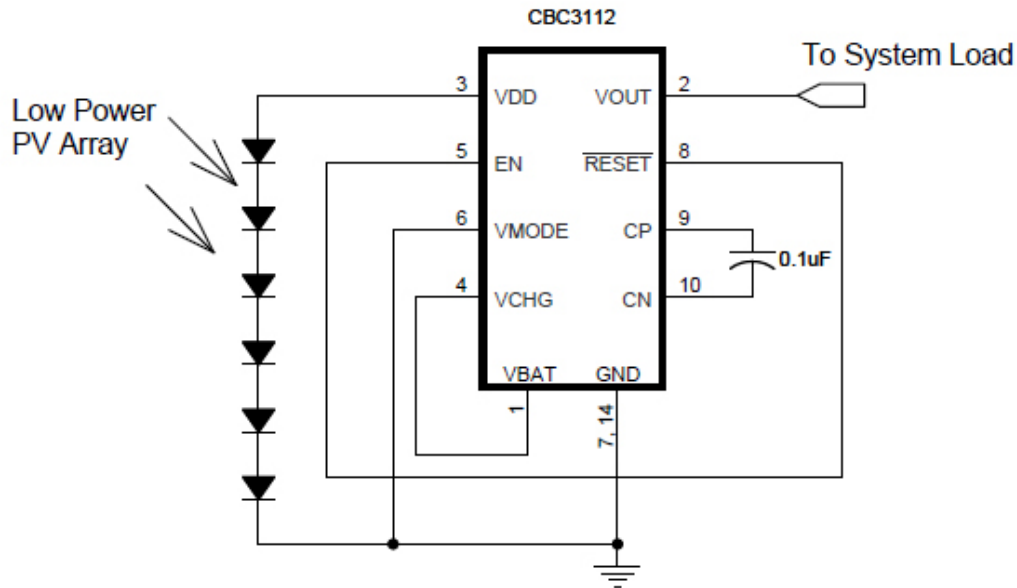 CBC3112
To System Load
Low Power
PV Array
3 VDD VOUT 2
5 EN RESET 8
6 VMODE CP 9
0.1uF
4 VCHG CN 10
VBAT GND
1 7, 14